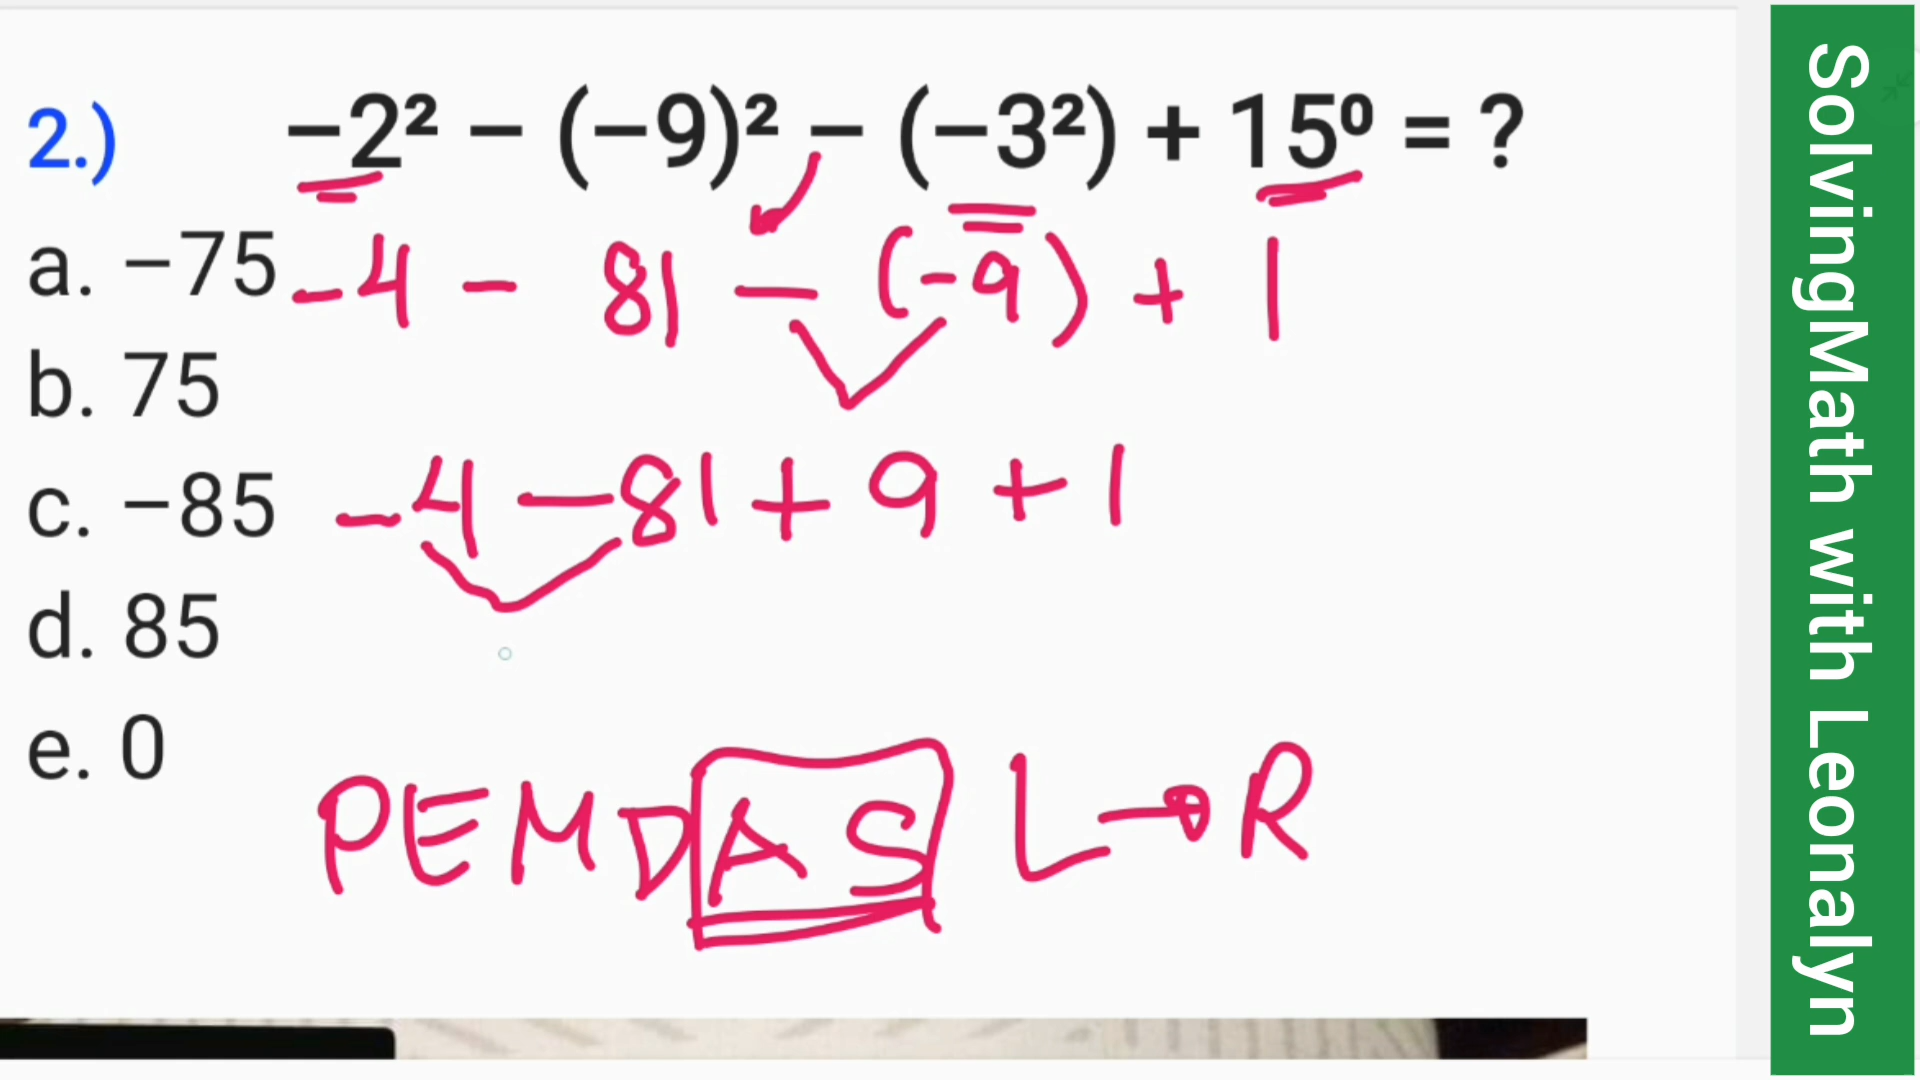 2.) −2² − (−9)² − (−3²) + 15⁰ = ?
a. −75
-4 - 81 - (-9) + 1
b. 75
c. −85
-4 - 81 + 9 + 1
d. 85
e. 0
PEMDAS L→R
SolvingMath with Leonalyn